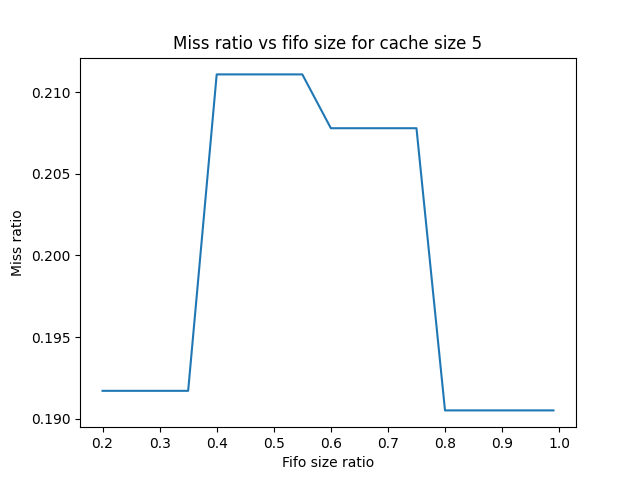 Miss ratio vs fifo size for cache size 5
0.210
0.205
0.200
0.195
0.190
Miss ratio
0.2 0.3 0.4 0.5 0.6 0.7 0.8 0.9 1.0
Fifo size ratio